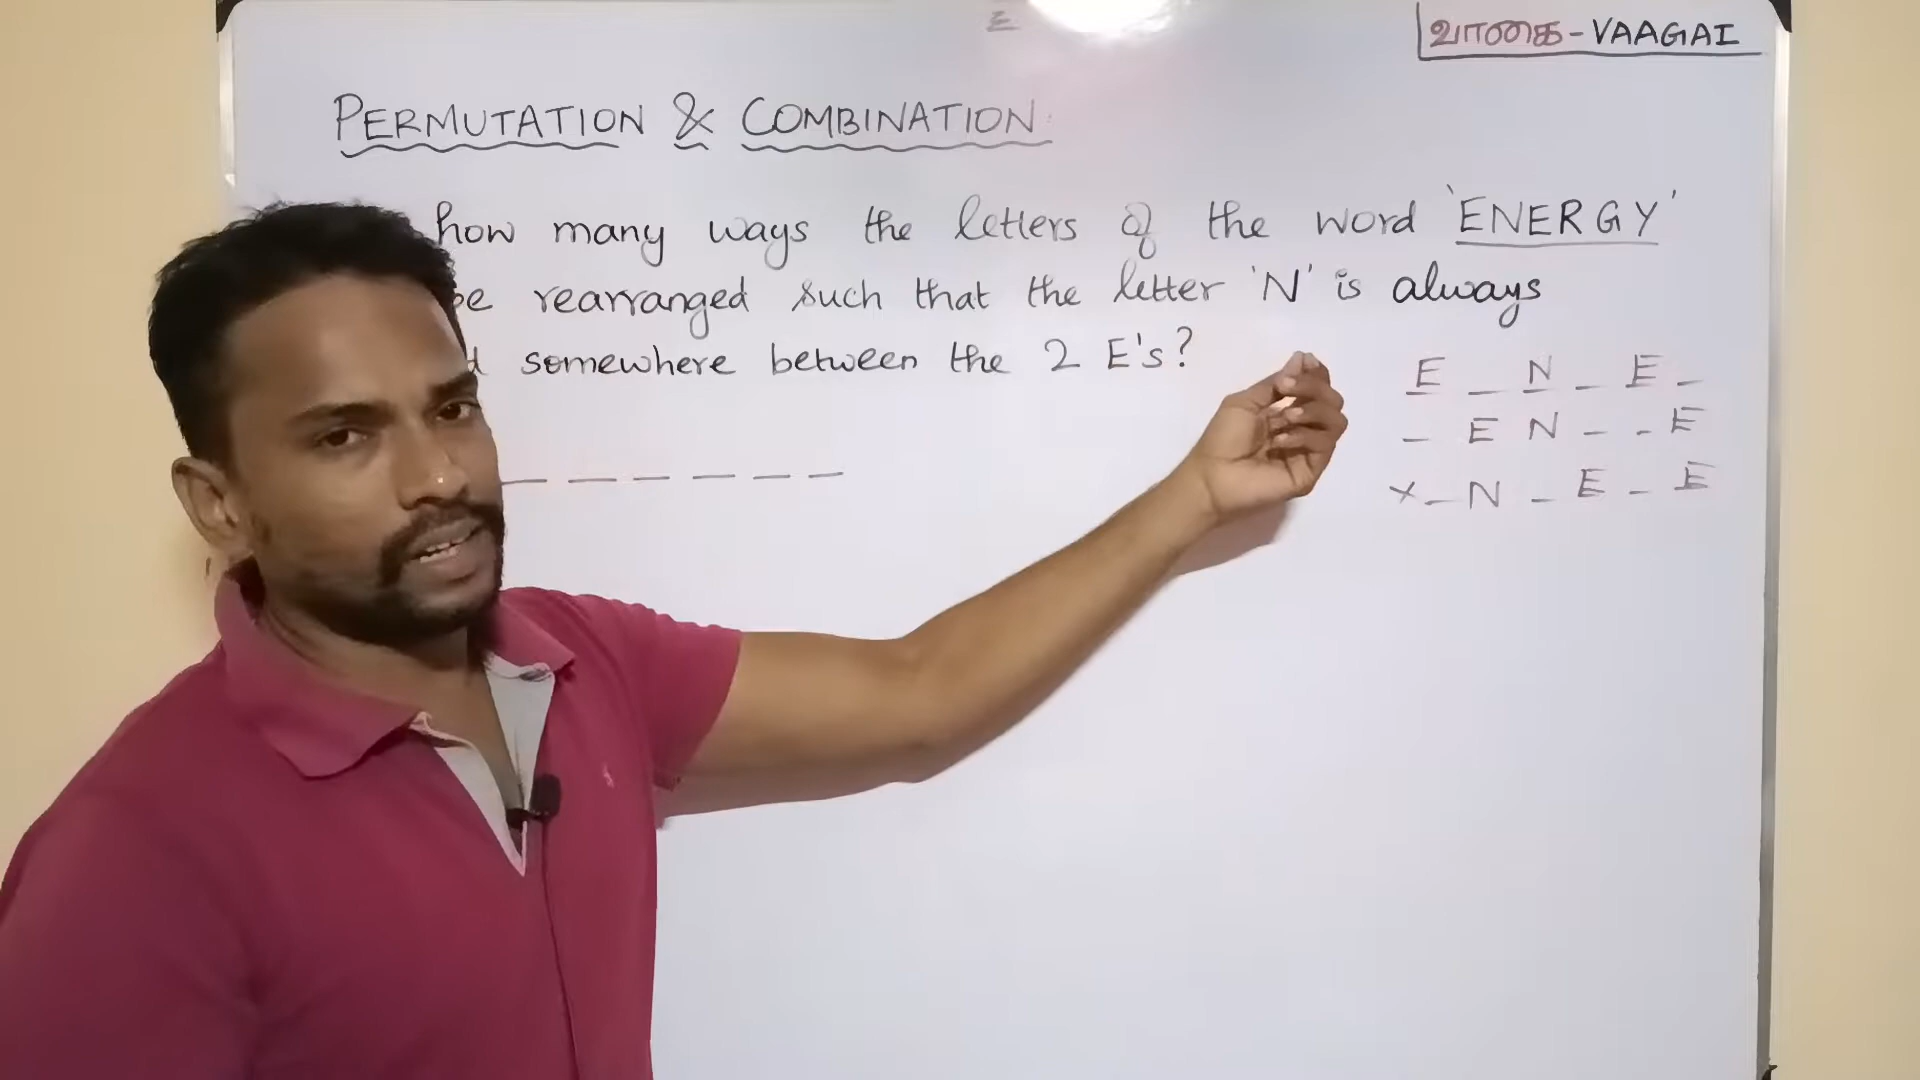 வாகை - VAAGAI
PERMUTATION & COMBINATION
how many ways the letters of the word 'ENERGY'
be rearranged such that the letter 'N' is always
somewhere between the 2 E's?
E _ N _ E _
_ E N _ _ E
× _ N _ E _ E
_ _ _ _ _ _